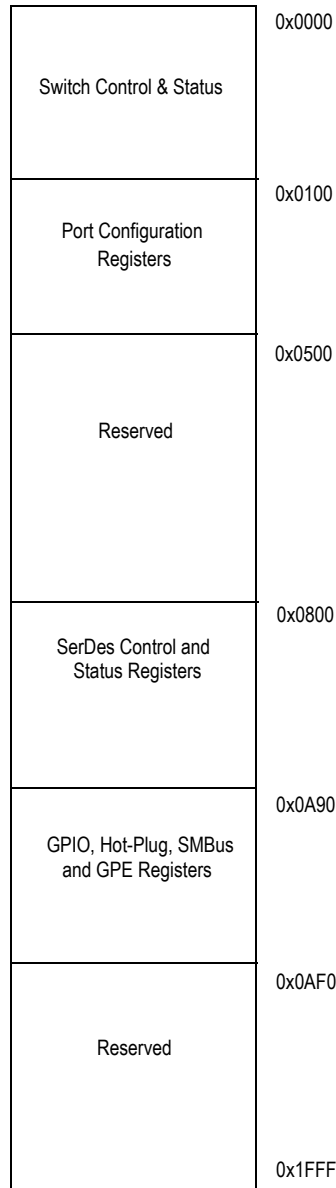 0x0000
Switch Control & Status
0x0100
Port Configuration
Registers
0x0500
Reserved
0x0800
SerDes Control and
Status Registers
0x0A90
GPIO, Hot-Plug, SMBus
and GPE Registers
0x0AF0
Reserved
0x1FFF